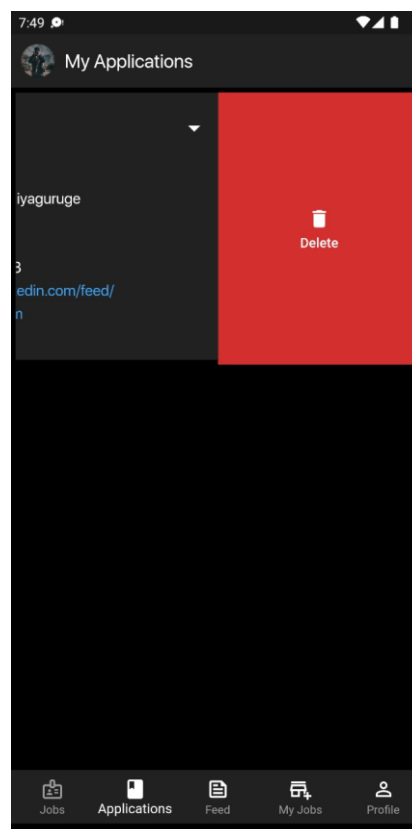 7:49
My Applications
iyaguruge
3
edin.com/feed/
m
Delete
Jobs
Applications
Feed
My Jobs
Profile